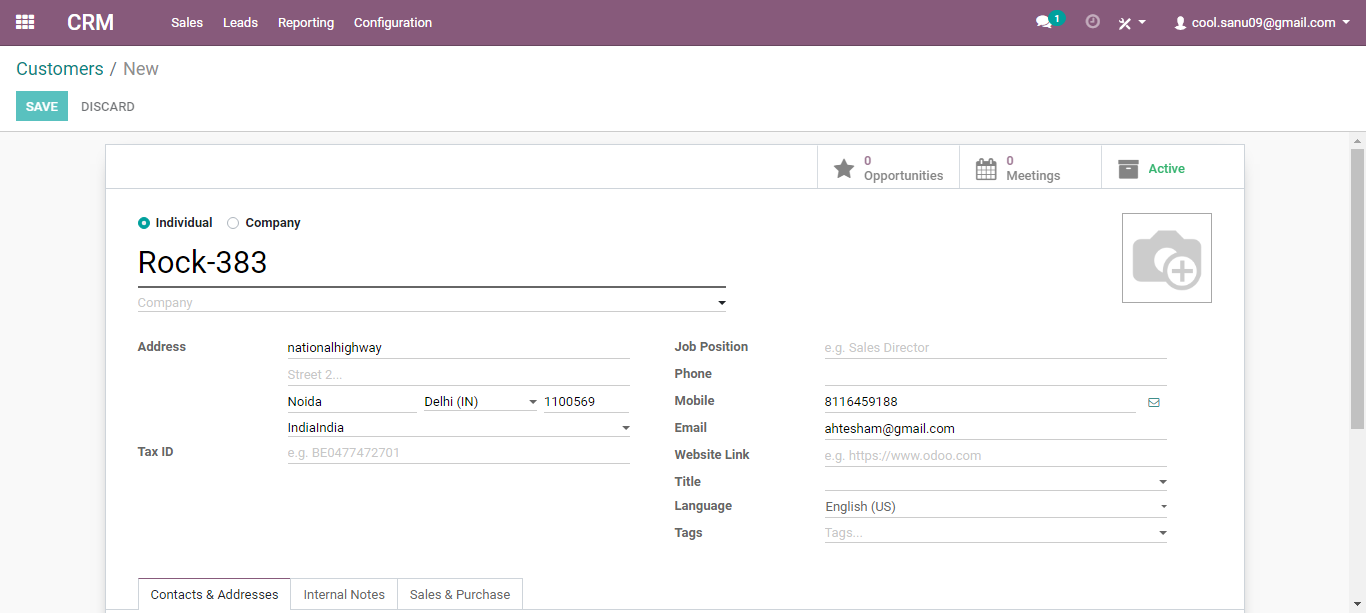 CRM Sales Leads Reporting Configuration 1 cool.sanu09@gmail.com
Customers / New
SAVE DISCARD
0 Opportunities
0 Meetings
Active
Individual Company
Rock-383
Company
Address nationalhighway
Street 2...
Noida Delhi (IN) 1100569
IndiaIndia
Tax ID e.g. BE0477472701
Job Position e.g. Sales Director
Phone
Mobile 8116459188
Email ahtesham@gmail.com
Website Link e.g. https://www.odoo.com
Title
Language English (US)
Tags Tags...
Contacts & Addresses Internal Notes Sales & Purchase